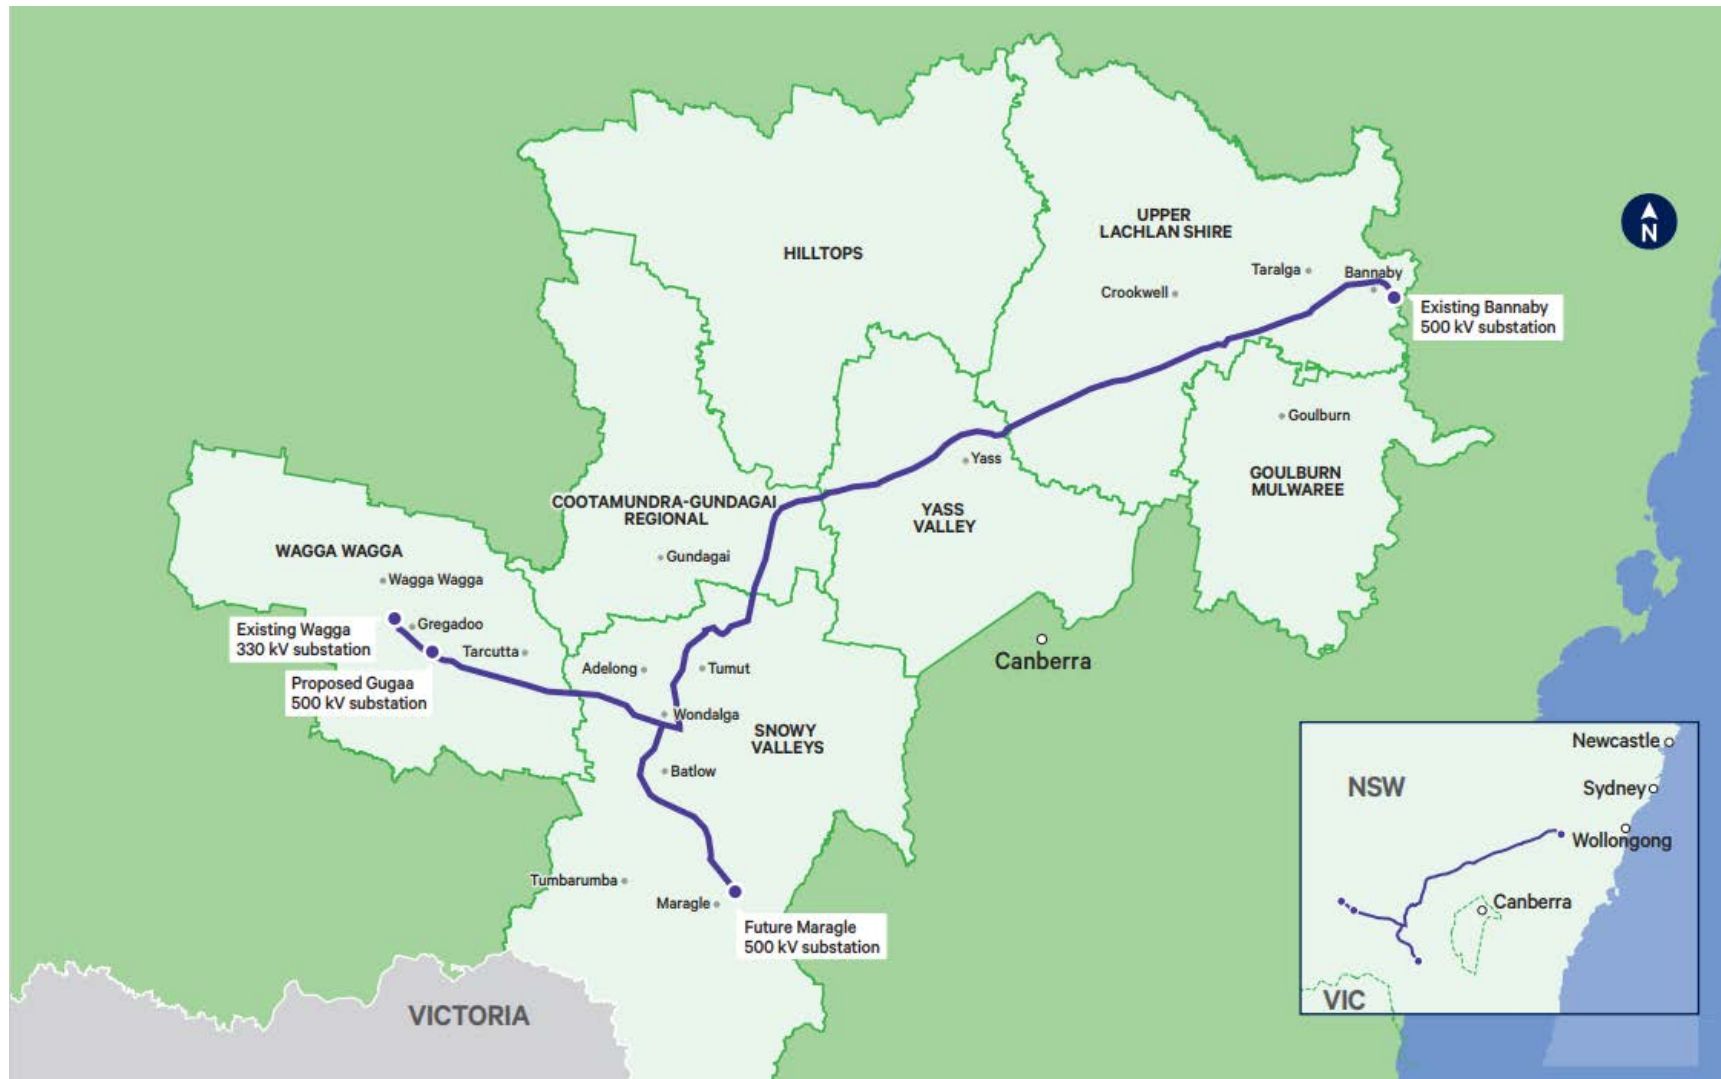 UPPER
LACHLAN SHIRE
N
HILLTOPS
Taralga
Bannaby
Crookwell
Existing Bannaby
500 kV substation
Goulburn
Yass
GOULBURN
MULWAREE
COOTAMUNDRA-GUNDAGAI
REGIONAL
YASS
VALLEY
WAGGA WAGGA
Gundagai
Wagga Wagga
Existing Wagga
330 kV substation
Gregadoo
Tarcutta
Canberra
Adelong
Tumut
Proposed Gugaa
500 kV substation
Wondalga
SNOWY
VALLEYS
Batlow
Tumbarumba
Maragle
Future Maragle
500 kV substation
VICTORIA
Newcastle
NSW
Sydney
Wollongong
Canberra
VIC